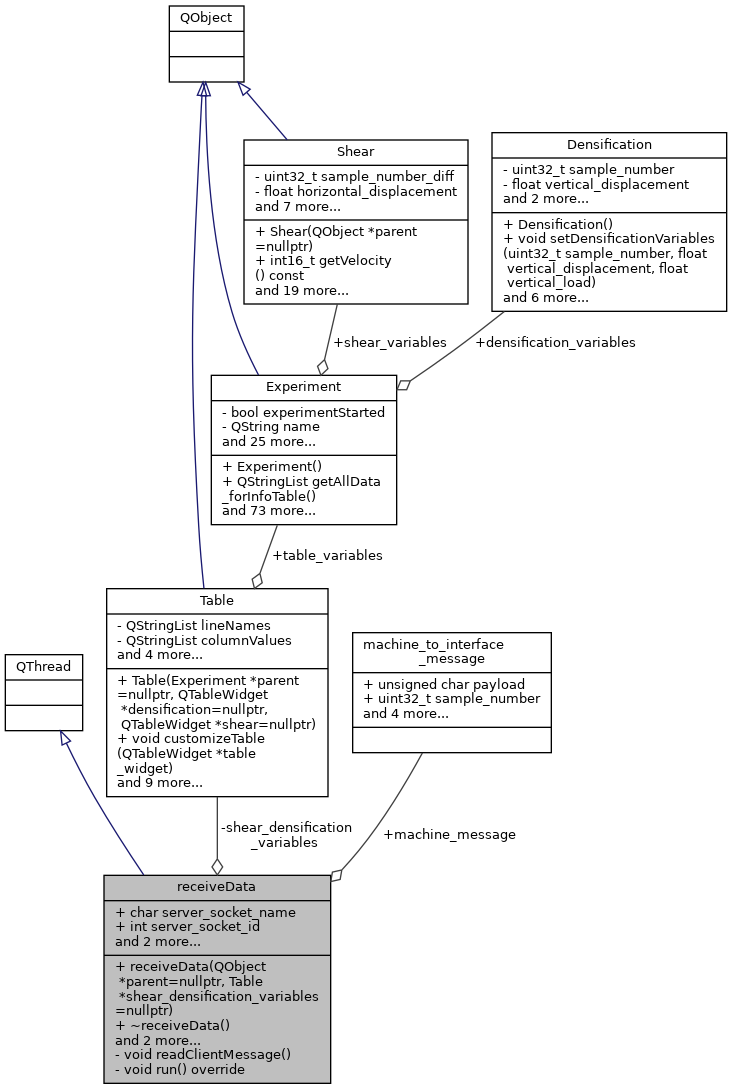 QObject
Shear
- uint32_t sample_number_diff
- float horizontal_displacement
and 7 more...
+ Shear(QObject *parent
=nullptr)
+ int16_t getVelocity
() const
and 19 more...
Densification
- uint32_t sample_number
- float vertical_displacement
and 2 more...
+ Densification()
+ void setDensificationVariables
(uint32_t sample_number, float
vertical_displacement, float
vertical_load)
and 6 more...
+shear_variables
+densification_variables
Experiment
- bool experimentStarted
- QString name
and 25 more...
+ Experiment()
+ QStringList getAllData
_forInfoTable()
and 73 more...
+table_variables
Table
- QStringList lineNames
- QStringList columnValues
and 4 more...
+ Table(Experiment *parent
=nullptr, QTableWidget
*densification=nullptr,
QTableWidget *shear=nullptr)
+ void customizeTable
(QTableWidget *table
_widget)
and 9 more...
QThread
machine_to_interface
_message
+ unsigned char payload
+ uint32_t sample_number
and 4 more...
-shear_densification
_variables
+machine_message
receiveData
+ char server_socket_name
+ int server_socket_id
and 2 more...
+ receiveData(QObject
*parent=nullptr, Table
*shear_densification_variables
=nullptr)
+ ~receiveData()
and 2 more...
- void readClientMessage()
- void run() override